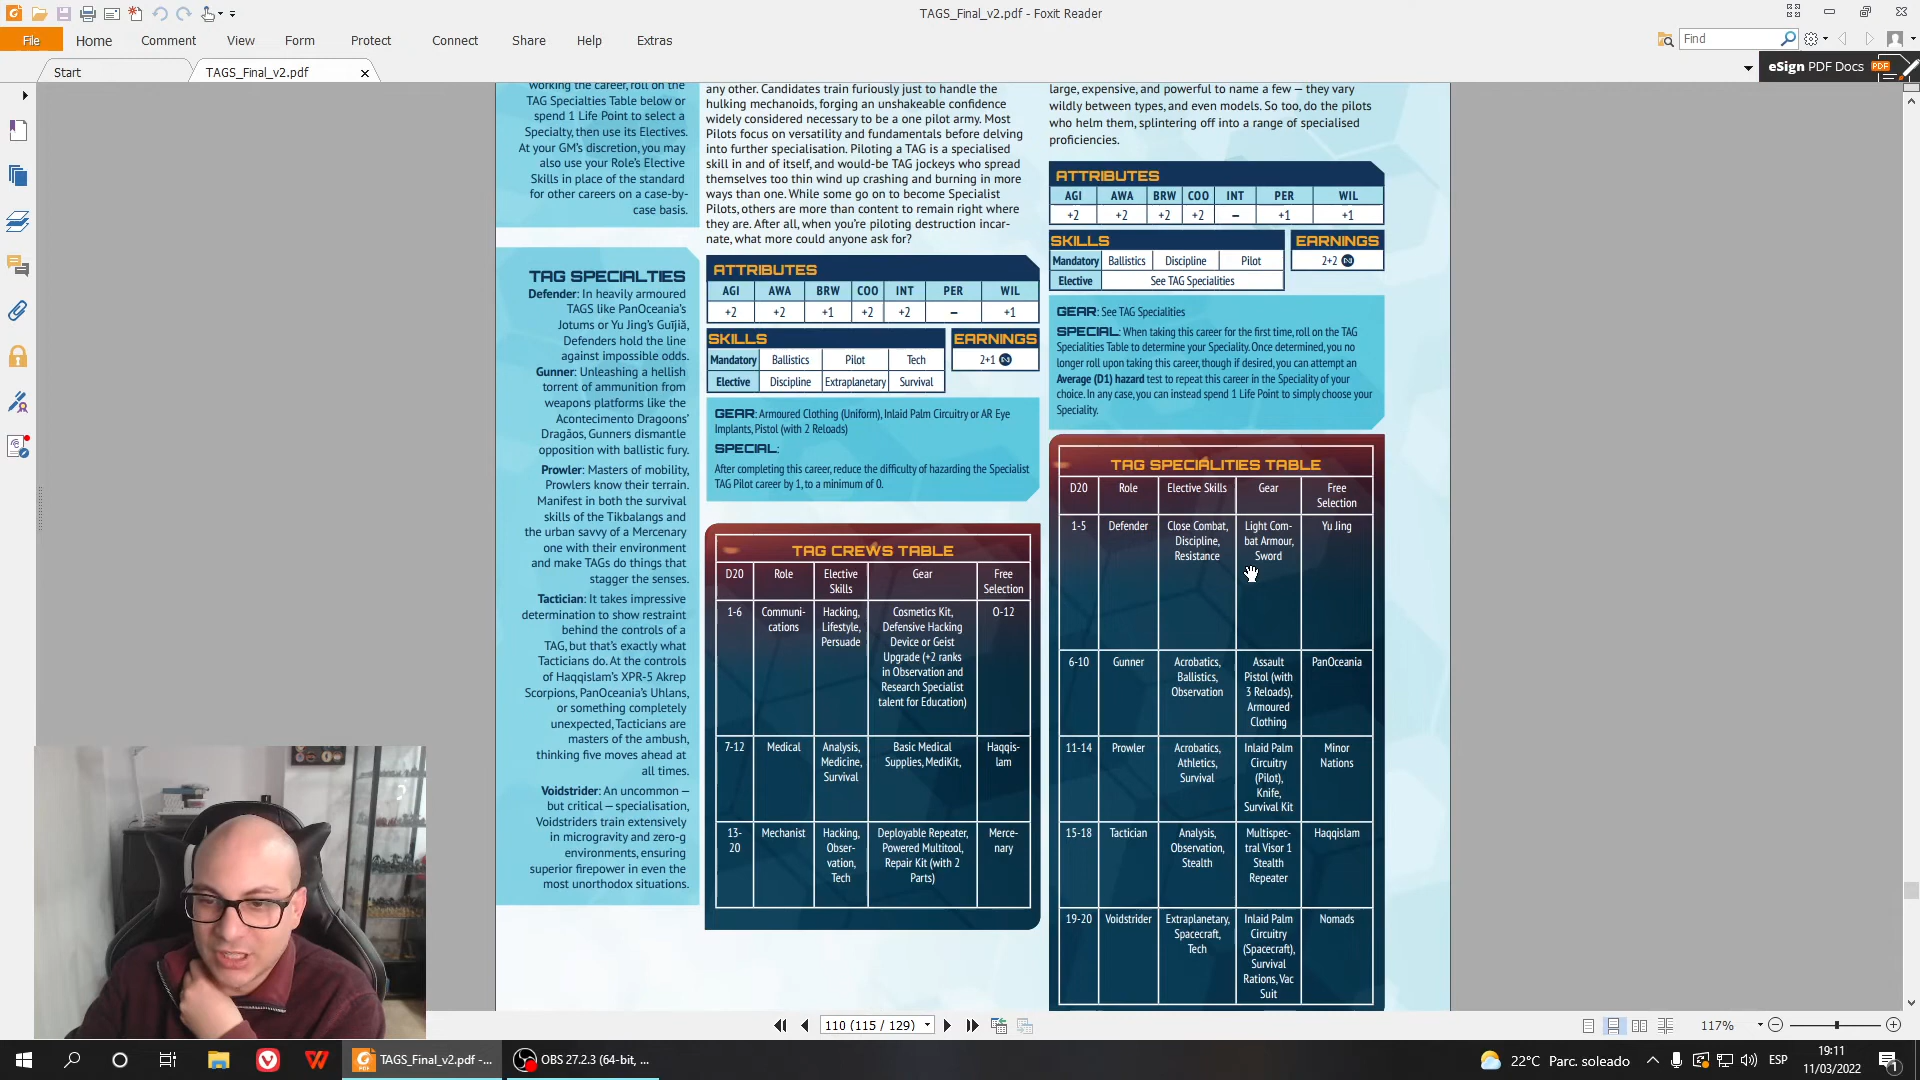 TAGS_Final_v2.pdf - Foxit Reader
File
Home
Comment
View
Form
Protect
Connect
Share
Help
Extras
Find
Start
TAGS_Final_v2.pdf
eSign PDF Docs
PDF
working the career, roll on the
TAG Specialties Table below or
spend 1 Life Point to select a
Specialty, then use its Electives.
At your GM's discretion, you may
also use your Role's Elective
Skills in place of the standard
for other careers on a case-by-
case basis.
TAG SPECIALTIES
Defender: In heavily armoured
TAGS like PanOceania's
Jotums or Yu Jing's Guījiǎ,
Defenders hold the line
against impossible odds.
Gunner: Unleashing a hellish
torrent of ammunition from
weapons platforms like the
Acontecimento Dragoons'
Dragãos, Gunners dismantle
opposition with ballistic fury.
Prowler: Masters of mobility,
Prowlers know their terrain.
Manifest in both the survival
skills of the Tikbalangs and
the urban savvy of a Mercenary
one with their environment
and make TAGs do things that
stagger the senses.
Tactician: It takes impressive
determination to show restraint
behind the controls of a
TAG, but that's exactly what
Tacticians do. At the controls
of Haqqislam's XPR-5 Akrep
Scorpions, PanOceania's Uhlans,
or something completely
unexpected, Tacticians are
masters of the ambush,
thinking five moves ahead at
all times.
Voidstrider: An uncommon —
but critical — specialisation,
Voidstriders train extensively
in microgravity and zero-g
environments, ensuring
superior firepower in even the
most unorthodox situations.
any other. Candidates train furiously just to handle the
hulking mechanoids, forging an unshakeable confidence
widely considered necessary to be a one pilot army. Most
Pilots focus on versatility and fundamentals before delving
into further specialisation. Piloting a TAG is a specialised
skill in and of itself, and would-be TAG jockeys who spread
themselves too thin wind up crashing and burning in more
ways than one. While some go on to become Specialist
Pilots, others are more than content to remain right where
they are. After all, when you're piloting destruction incar-
nate, what more could anyone ask for?
ATTRIBUTES
AGI AWA BRW COO INT PER WIL
+2 +2 +1 +2 +2 – +1
SKILLS EARNINGS
Mandatory Ballistics Pilot Tech 2+1
Elective Discipline Extraplanetary Survival
GEAR: Armoured Clothing (Uniform), Inlaid Palm Circuitry or AR Eye
Implants, Pistol (with 2 Reloads)
SPECIAL:
After completing this career, reduce the difficulty of hazarding the Specialist
TAG Pilot career by 1, to a minimum of 0.
TAG CREWS TABLE
D20 Role Elective Skills Gear Free Selection
1-6 Communi-cations Hacking, Lifestyle, Persuade Cosmetics Kit, Defensive Hacking Device or Geist Upgrade (+2 ranks in Observation and Research Specialist talent for Education) O-12
7-12 Medical Analysis, Medicine, Survival Basic Medical Supplies, MediKit, Haqqis-lam
13-20 Mechanist Hacking, Obser-vation, Tech Deployable Repeater, Powered Multitool, Repair Kit (with 2 Parts) Merce-nary
large, expensive, and powerful to name a few — they vary
wildly between types, and even models. So too, do the pilots
who helm them, splintering off into a range of specialised
proficiencies.
ATTRIBUTES
AGI AWA BRW COO INT PER WIL
+2 +2 +2 +2 – +1 +1
SKILLS EARNINGS
Mandatory Ballistics Discipline Pilot 2+2
Elective See TAG Specialities
GEAR: See TAG Specialities
SPECIAL: When taking this career for the first time, roll on the TAG
Specialities Table to determine your Speciality. Once determined, you no
longer roll upon taking this career, though if desired, you can attempt an
Average (D1) hazard test to repeat this career in the Speciality of your
choice. In any case, you can instead spend 1 Life Point to simply choose your
Speciality.
TAG SPECIALITIES TABLE
D20 Role Elective Skills Gear Free Selection
1-5 Defender Close Combat, Discipline, Resistance Light Com-bat Armour, Sword Yu Jing
6-10 Gunner Acrobatics, Ballistics, Observation Assault Pistol (with 3 Reloads), Armoured Clothing PanOceania
11-14 Prowler Acrobatics, Athletics, Survival Inlaid Palm Circuitry (Pilot), Knife, Survival Kit Minor Nations
15-18 Tactician Analysis, Observation, Stealth Multispec-tral Visor 1 Stealth Repeater Haqqislam
19-20 Voidstrider Extraplanetary, Spacecraft, Tech Inlaid Palm Circuitry (Spacecraft), Survival Rations, Vac Suit Nomads
110 (115 / 129)
117%
TAGS_Final_v2.pdf -...
OBS 27.2.3 (64-bit, ...
22°C Parc. soleado
ESP
19:11
11/03/2022
1